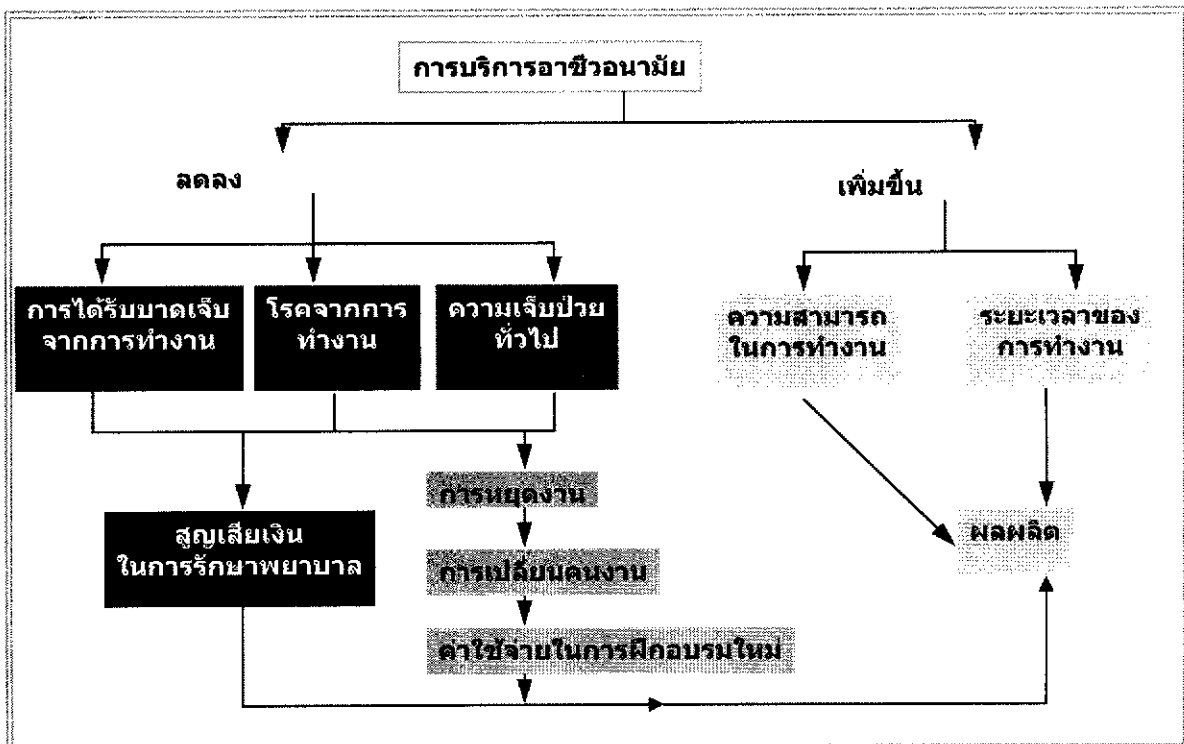 การบริการอาชีวอนามัย
ลดลง
เพิ่มขึ้น
การได้รับบาดเจ็บ
จากการทำงาน
โรคจากการ
ทำงาน
ความเจ็บป่วย
ทั่วไป
ความสามารถ
ในการทำงาน
ระยะเวลาของ
การทำงาน
การหยุดงาน
สูญเสียเงิน
ในการรักษาพยาบาล
ผลผลิต
การเปลี่ยนคนงาน
ค่าใช้จ่ายในการฝึกอบรมใหม่